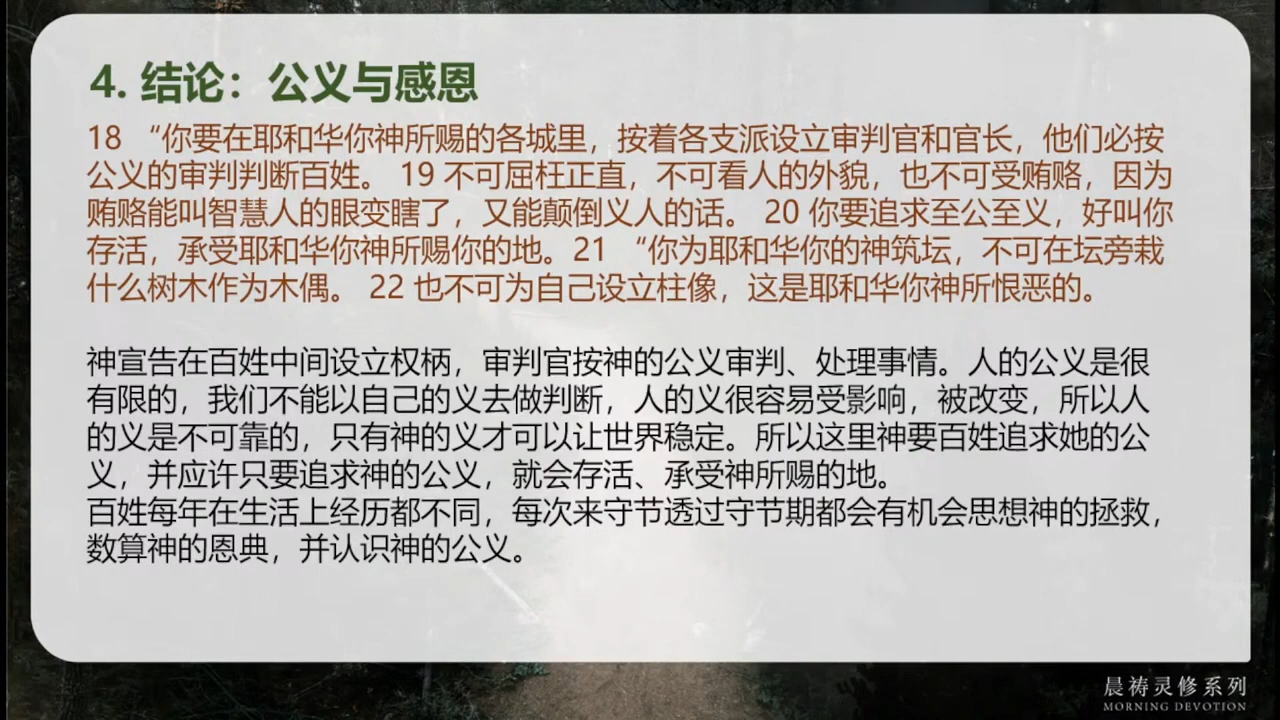 4. 结论：公义与感恩
18 “你要在耶和华你神所赐的各城里，按着各支派设立审判官和官长，他们必按
公义的审判判断百姓。 19 不可屈枉正直，不可看人的外貌，也不可受贿赂，因为
贿赂能叫智慧人的眼变瞎了，又能颠倒义人的话。 20 你要追求至公至义，好叫你
存活，承受耶和华你神所赐你的地。21 “你为耶和华你的神筑坛，不可在坛旁栽
什么树木作为木偶。 22 也不可为自己设立柱像，这是耶和华你神所恨恶的。
神宣告在百姓中间设立权柄，审判官按神的公义审判、处理事情。人的公义是很
有限的，我们不能以自己的义去做判断，人的义很容易受影响，被改变，所以人
的义是不可靠的，只有神的义才可以让世界稳定。所以这里神要百姓追求她的公
义，并应许只要追求神的公义，就会存活、承受神所赐的地。
百姓每年在生活上经历都不同，每次来守节透过守节期都会有机会思想神的拯救，
数算神的恩典，并认识神的公义。
晨祷灵修系列
MORNING DEVOTION